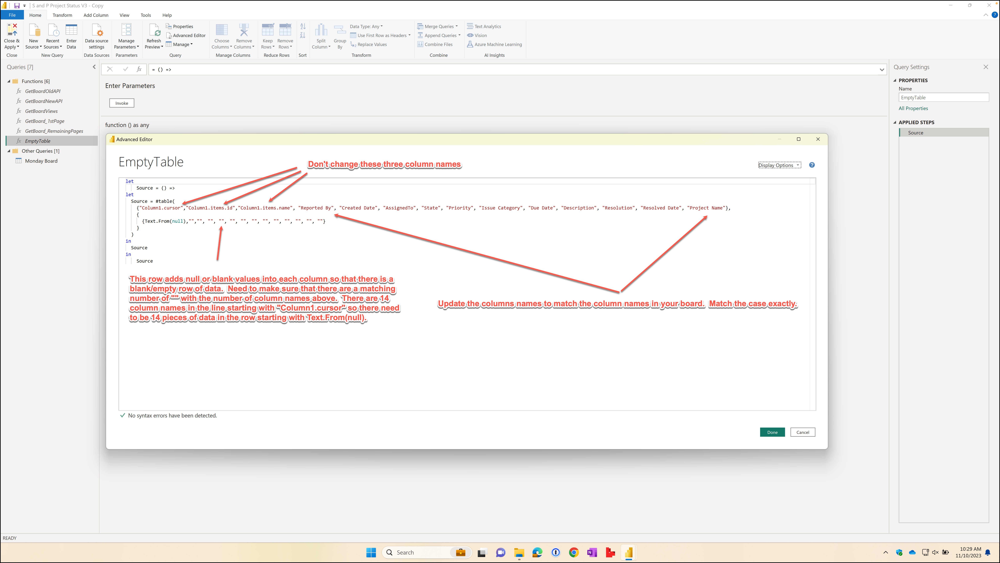 S and P Project Status V3 - Copy
File Home Transform Add Column View Tools Help
Close & Apply
New Source
Recent Sources
Enter Data
Data source settings
Manage Parameters
Refresh Preview
Properties
Advanced Editor
Manage
Choose Columns
Remove Columns
Keep Rows
Remove Rows
Split Column
Group By
Data Type: Any
Use First Row as Headers
Replace Values
Merge Queries
Append Queries
Combine Files
Text Analytics
Vision
Azure Machine Learning
Close New Query Data Sources Parameters Query Manage Columns Reduce Rows Sort Transform Combine AI Insights
Queries [7]
Functions [6]
GetBoardOldAPI
GetBoardNewAPI
GetBoardViews
GetBoard_1stPage
GetBoard_RemainingPages
EmptyTable
Other Queries [1]
Monday Board
= () =>
Enter Parameters
Invoke
function () as any
Advanced Editor
EmptyTable
Don't change these three column names
Display Options
let
Source = () =>
let
Source = #table(
{"Column1.cursor","Column1.items.id","Column1.items.name", "Reported By", "Created Date", "AssignedTo", "State", "Priority", "Issue Category", "Due Date", "Description", "Resolution", "Resolved Date", "Project Name"},
{
{Text.From(null),"","", "", "", "", "", "", "", "", "", "", "", ""}
}
)
in
Source
in
Source
This row adds null or blank values into each column so that there is a
blank/empty row of data. Need to make sure that there are a matching
number of "" with the number of column names above. There are 14
column names in the line starting with "Column1.cursor" so there need
to be 14 pieces of data in the row starting with Text.From(null).
Update the columns names to match the column names in your board. Match the case exactly.
No syntax errors have been detected.
Done Cancel
Query Settings
PROPERTIES
Name
EmptyTable
All Properties
APPLIED STEPS
Source
READY
Search
10:29 AM
11/10/2023